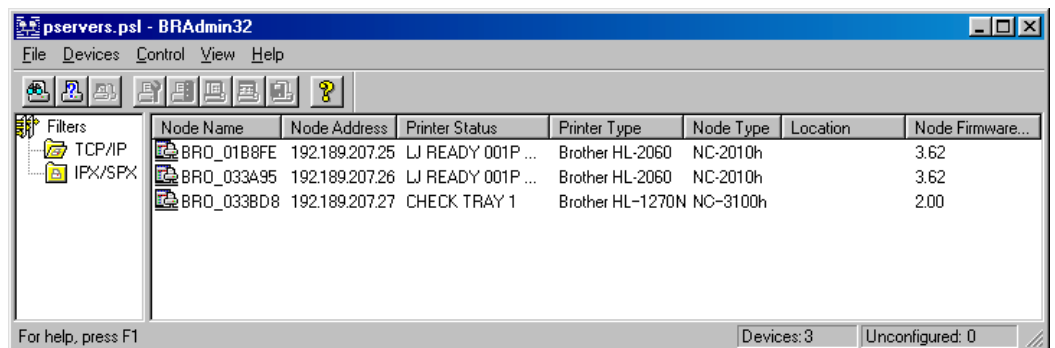 pservers.psl - BRAdmin32
File Devices Control View Help
Filters
TCP/IP
IPX/SPX
Node Name Node Address Printer Status Printer Type Node Type Location Node Firmware...
BRO_01B8FE 192.189.207.25 LJ READY 001P ... Brother HL-2060 NC-2010h 3.62
BRO_033A95 192.189.207.26 LJ READY 001P ... Brother HL-2060 NC-2010h 3.62
BRO_033BD8 192.189.207.27 CHECK TRAY 1 Brother HL-1270N NC-3100h 2.00
For help, press F1 Devices: 3 Unconfigured: 0